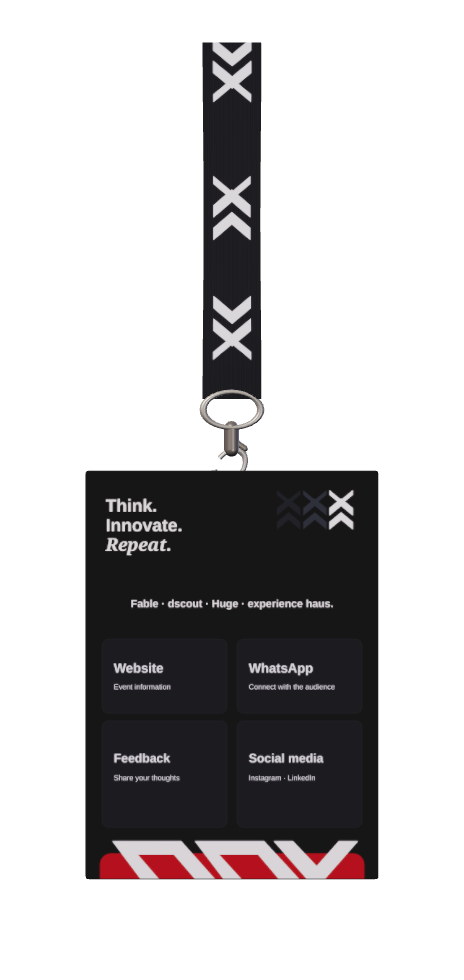 Think.
Innovate.
Repeat.
Fable · dscout · Huge · experience haus.
Website
Event information
WhatsApp
Connect with the audience
Feedback
Share your thoughts
Social media
Instagram · LinkedIn